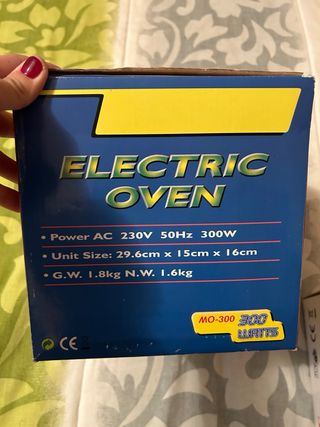 ELECTRIC
OVEN
• Power AC 230V 50Hz 300W
• Unit Size: 29.6cm x 15cm x 16cm
• G.W. 1.8kg N.W. 1.6kg
MO-300 300
WATTS
CE